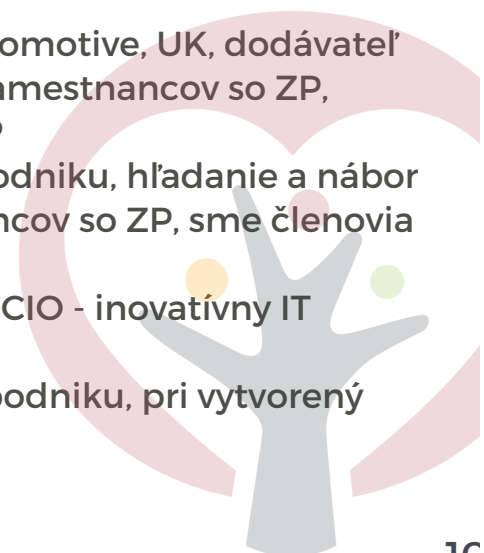 omotive, UK, dodávateľ
amestnancov so ZP,
odniku, hľadanie a nábor
ncov so ZP, sme členovia
CIO - inovatívny IT
podniku, pri vytvorený